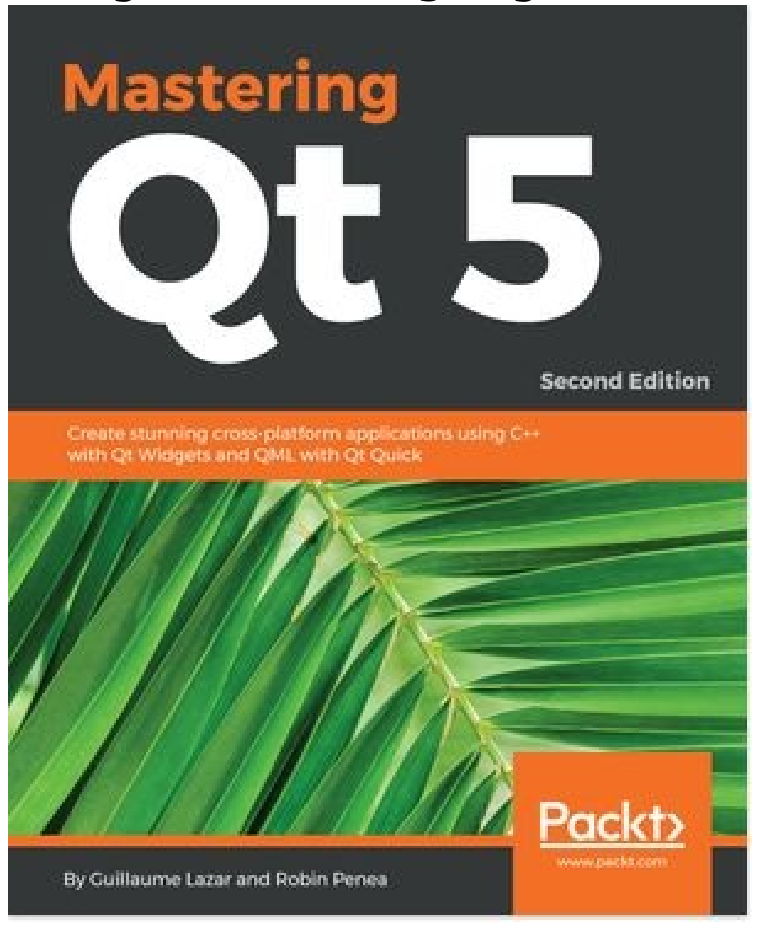 Mastering
Qt 5
Second Edition
Create stunning cross-platform applications using C++
with Qt Widgets and QML with Qt Quick
Packt>
www.packt.com
By Guillaume Lazar and Robin Penea